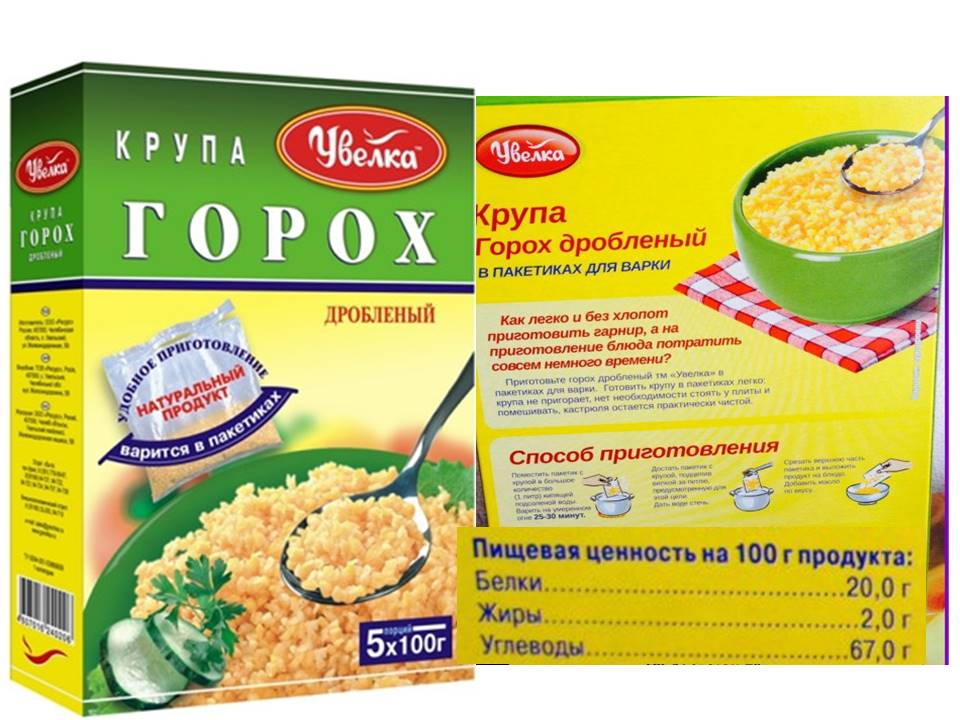 Увелка
КРУПА
ГОРОХ
ДРОБЛЕНЫЙ
КРУПА
Увелка
ГОРОХ
ДРОБЛЕНЫЙ
УДОБНОЕ ПРИГОТОВЛЕНИЕ
НАТУРАЛЬНЫЙ
ПРОДУКТ
варится в пакетиках
порций
5х100г
Увелка
Крупа
Горох дробленый
В ПАКЕТИКАХ ДЛЯ ВАРКИ
Как легко и без хлопот
приготовить гарнир, а на
приготовление блюда потратить
совсем немного времени?
Приготовьте горох дробленый тм «Увелка» в
пакетиках для варки. Готовить крупу в пакетиках легко:
крупа не пригорает, нет необходимости стоять у плиты и
помешивать, кастрюля остается практически чистой.
Способ приготовления
Поместить пакетик с
крупой в большое
количество
(1 литр) кипящей
подсоленой воды.
Варить на умеренном
огне 25-30 минут.
Достать пакетик с
крупой, подцепив
вилкой за петлю,
предусмотренную для
этой цели.
Дать воде стечь.
Срезать верхнюю часть
пакетика и выложить
продукт на блюдо.
Добавить масло
по вкусу.
Пищевая ценность на 100 г продукта:
Белки..................................................20,0 г
Жиры..................................................2,0 г
Углеводы.............................................67,0 г